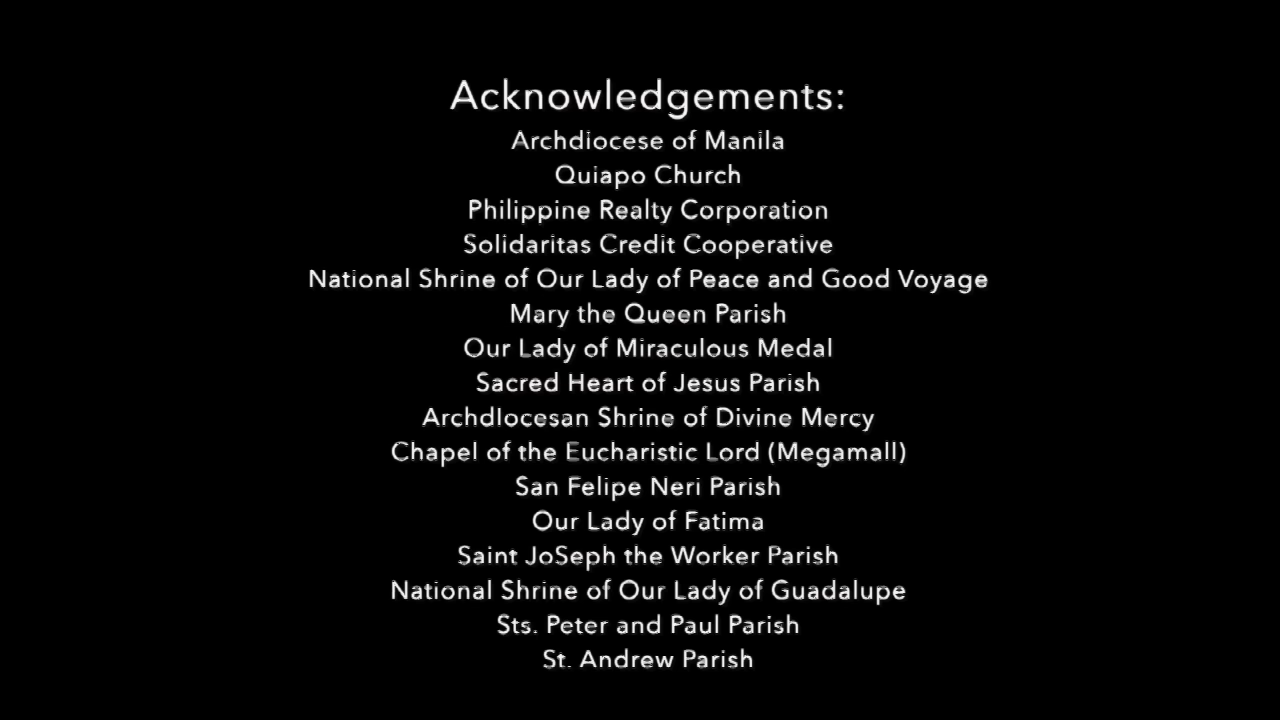 Acknowledgements:
Archdiocese of Manila
Quiapo Church
Philippine Realty Corporation
Solidaritas Credit Cooperative
National Shrine of Our Lady of Peace and Good Voyage
Mary the Queen Parish
Our Lady of Miraculous Medal
Sacred Heart of Jesus Parish
ArchdIocesan Shrine of Divine Mercy
Chapel of the Eucharistic Lord (Megamall)
San Felipe Neri Parish
Our Lady of Fatima
Saint JoSeph the Worker Parish
National Shrine of Our Lady of Guadalupe
Sts. Peter and Paul Parish
St. Andrew Parish